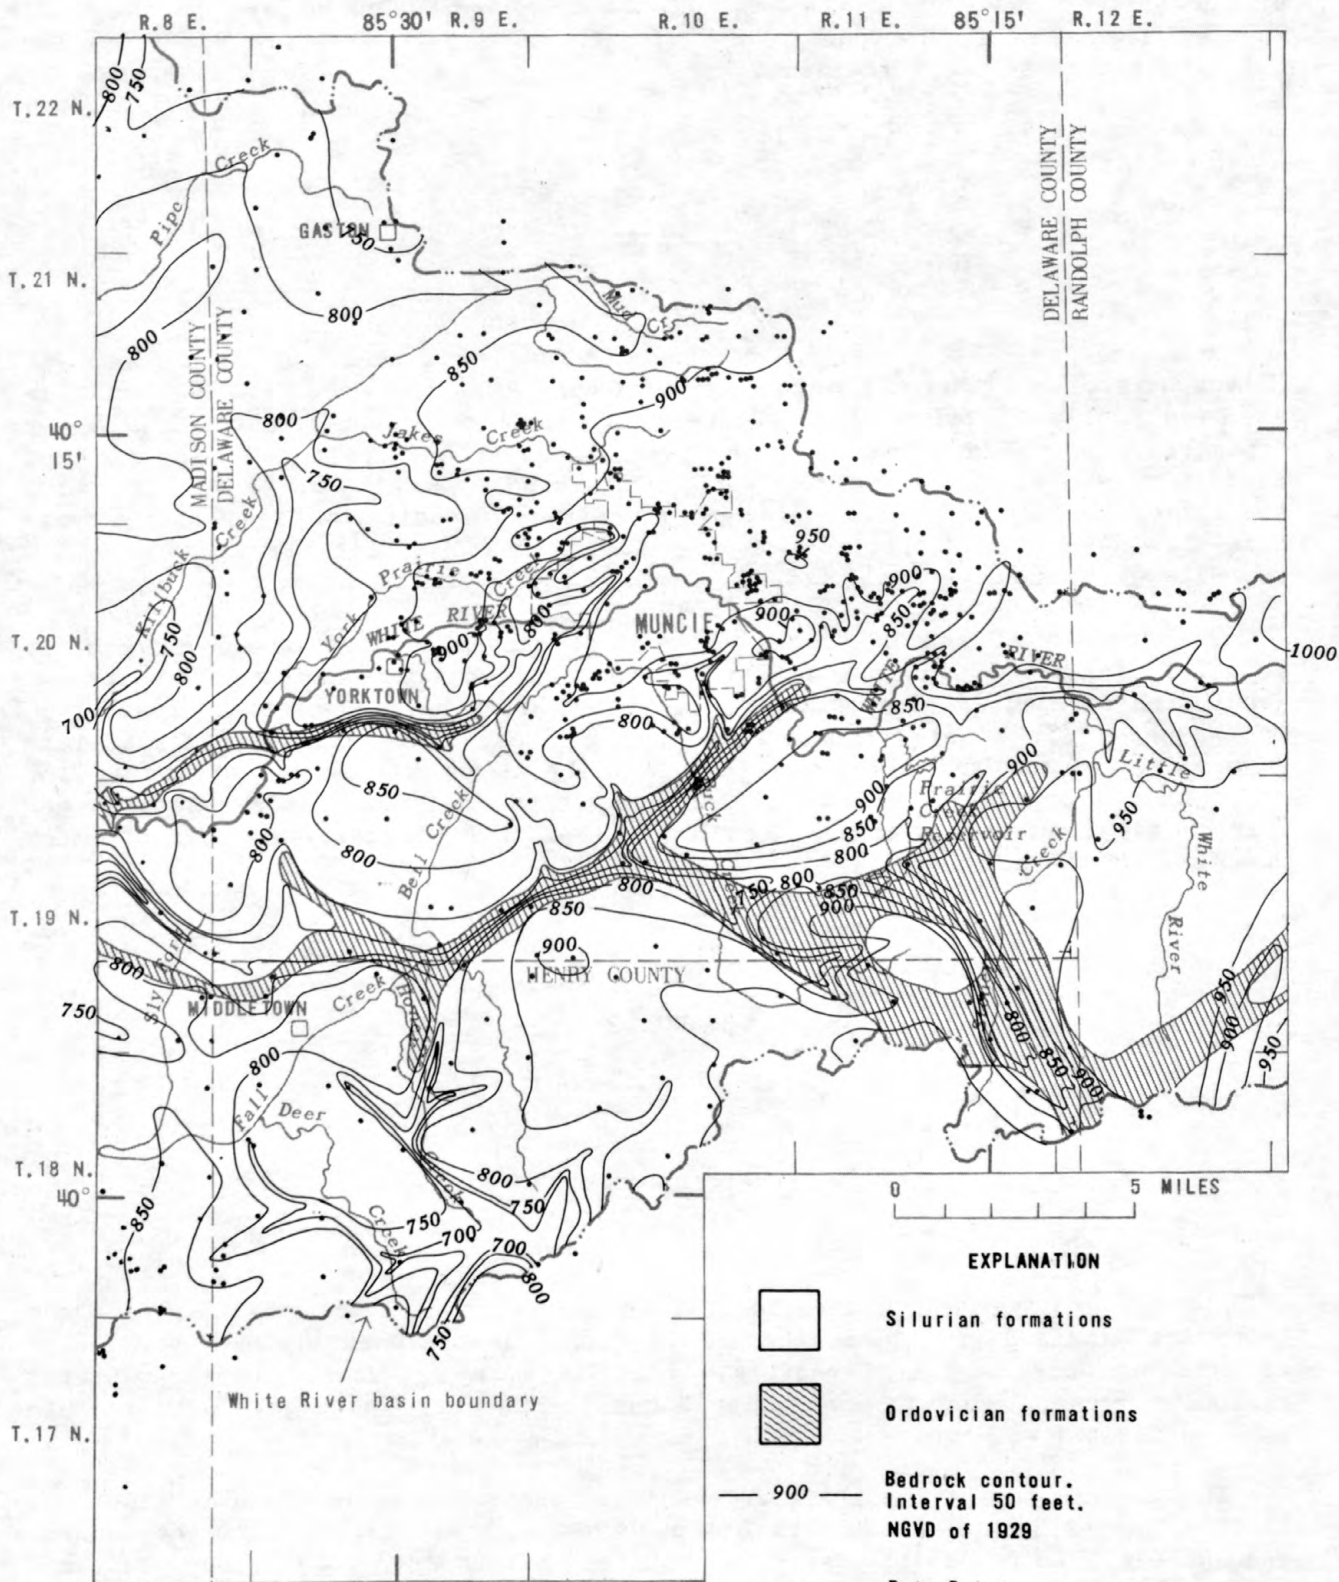 R.8 E. 85°30' R.9 E. R.10 E. R.11 E. 85°15' R.12 E.
800
750
T.22 N.
Creek
Pipe
DELAWARE COUNTY
RANDOLPH COUNTY
GASTON
750
T.21 N.
800
Mud Cr
800
MADISON COUNTY
DELAWARE COUNTY
850
900
800
40°
15'
Jakes Creek
750
Creek
950
Killbuck
Prairie
Creek
900
850
York
WHITE RIVER
800
900
MUNCIE
900
750
T.20 N.
800
RIVER
1000
WHITE
YORKTOWN
700
800
850
900
Little
850
Buck
Prairie
Creek
Reservoir
900
950
850
800
Bell Creek
800
800
White
River
Creek
800
750
800
850
900
T.19 N.
850
900
HENRY COUNTY
800
Sly Fork
MIDDLETOWN
Creek
750
950
900
950
800
850
900
800
Fall
Deer
Creek
T.18 N.
40°
850
800
750
750
700
700
800
750
0 5 MILES
EXPLANATION
Silurian formations
White River basin boundary
Ordovician formations
T.17 N.
900
Bedrock contour.
Interval 50 feet.
NGVD of 1929